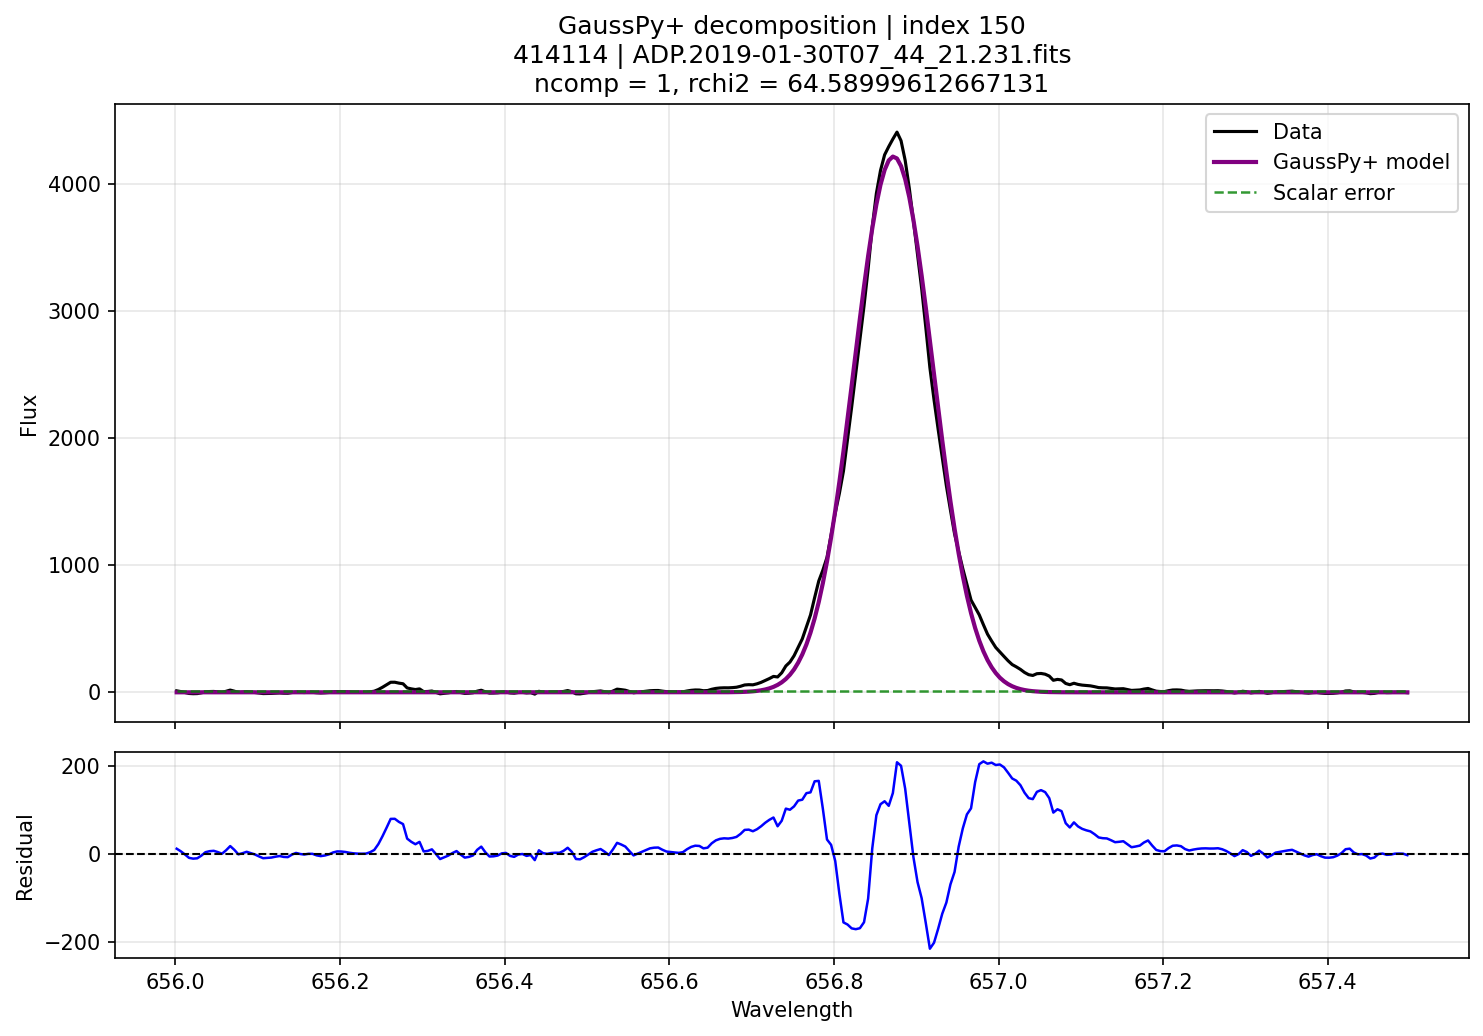 GaussPy+ decomposition | index 150
414114 | ADP.2019-01-30T07_44_21.231.fits
ncomp = 1, rchi2 = 64.58999612667131
Data
GaussPy+ model
Scalar error
Flux
4000
3000
2000
1000
0
Residual
200
0
−200
656.0 656.2 656.4 656.6 656.8 657.0 657.2 657.4
Wavelength